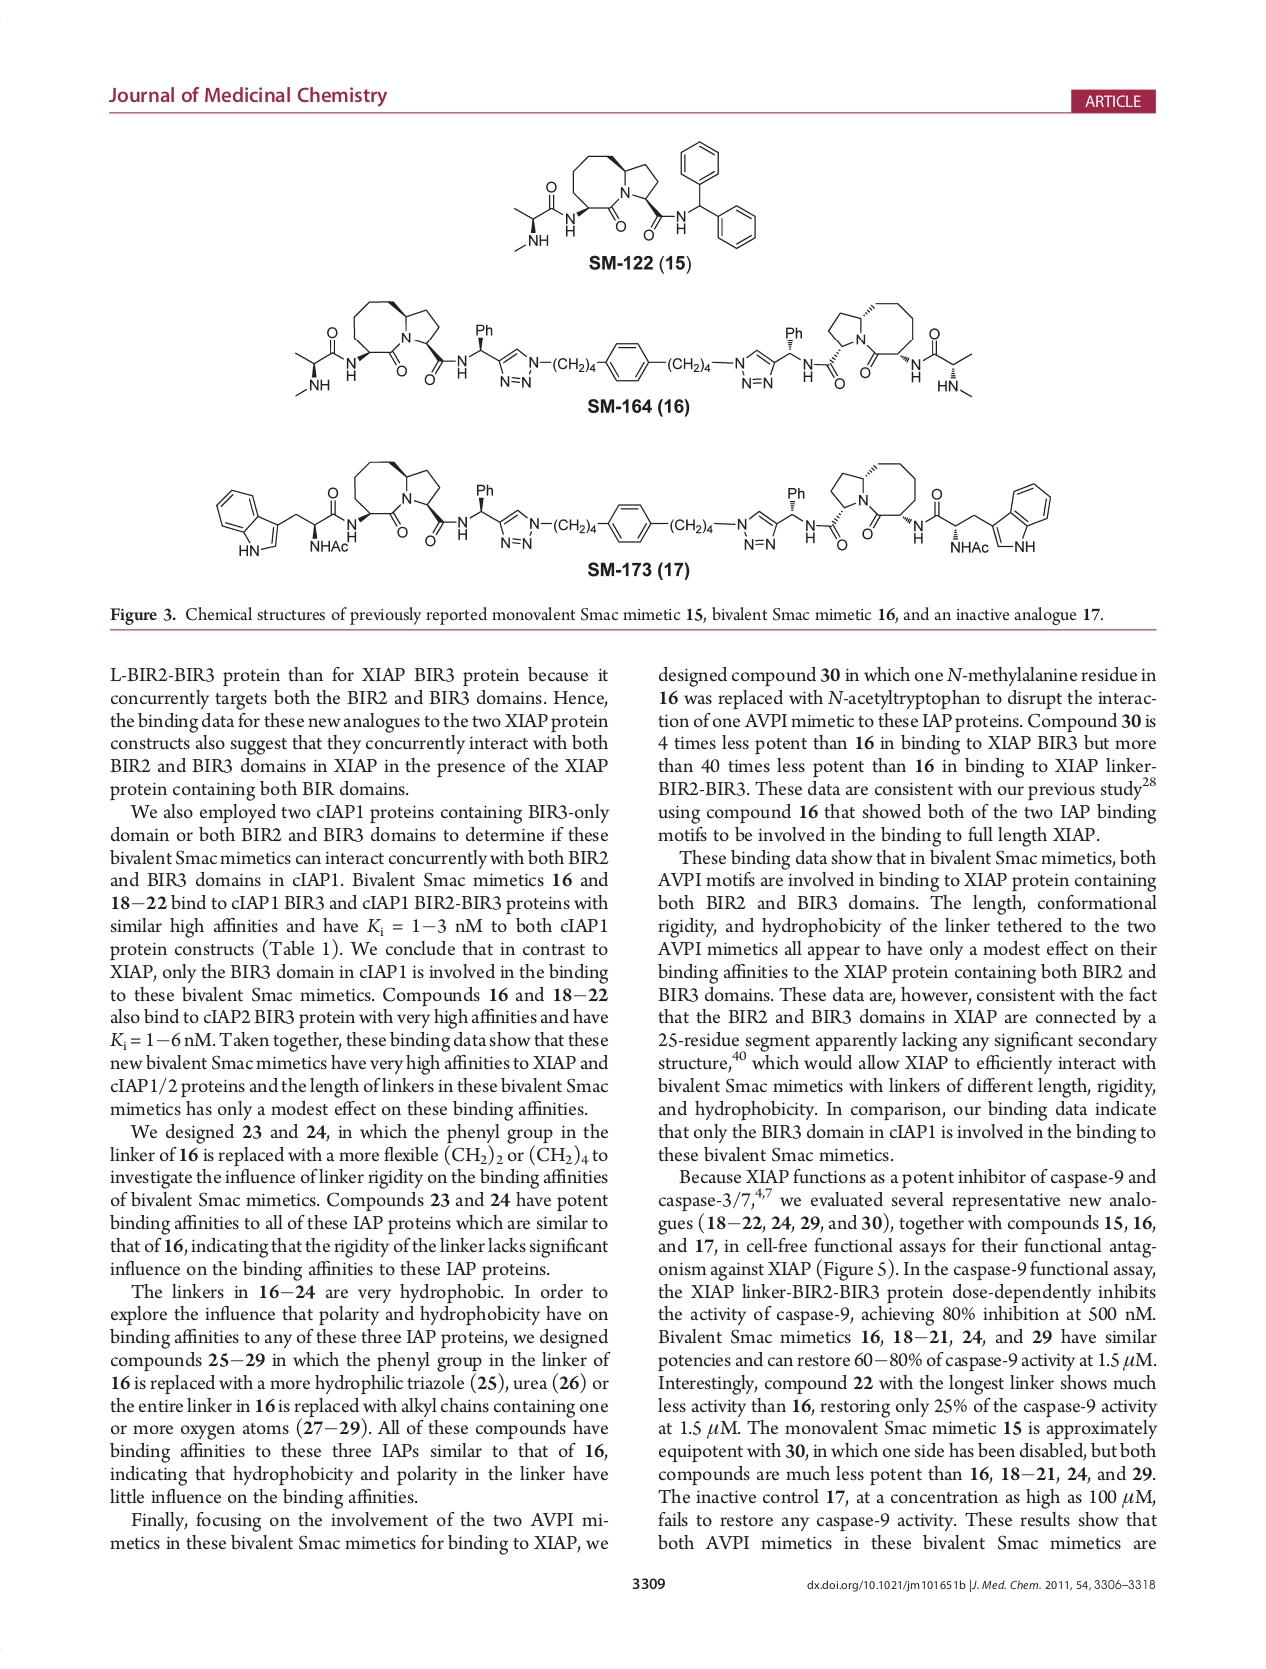 Journal of Medicinal Chemistry
ARTICLE
SM-122 (15)
SM-164 (16)
SM-173 (17)
Figure 3. Chemical structures of previously reported monovalent Smac mimetic 15, bivalent Smac mimetic 16, and an inactive analogue 17.
L-BIR2-BIR3 protein than for XIAP BIR3 protein because it
concurrently targets both the BIR2 and BIR3 domains. Hence,
the binding data for these new analogues to the two XIAP protein
constructs also suggest that they concurrently interact with both
BIR2 and BIR3 domains in XIAP in the presence of the XIAP
protein containing both BIR domains.
We also employed two cIAP1 proteins containing BIR3-only
domain or both BIR2 and BIR3 domains to determine if these
bivalent Smac mimetics can interact concurrently with both BIR2
and BIR3 domains in cIAP1. Bivalent Smac mimetics 16 and
18−22 bind to cIAP1 BIR3 and cIAP1 BIR2-BIR3 proteins with
similar high affinities and have Ki = 1−3 nM to both cIAP1
protein constructs (Table 1). We conclude that in contrast to
XIAP, only the BIR3 domain in cIAP1 is involved in the binding
to these bivalent Smac mimetics. Compounds 16 and 18−22
also bind to cIAP2 BIR3 protein with very high affinities and have
Ki = 1−6 nM. Taken together, these binding data show that these
new bivalent Smac mimetics have very high affinities to XIAP and
cIAP1/2 proteins and the length of linkers in these bivalent Smac
mimetics has only a modest effect on these binding affinities.
We designed 23 and 24, in which the phenyl group in the
linker of 16 is replaced with a more flexible (CH2)2 or (CH2)4 to
investigate the influence of linker rigidity on the binding affinities
of bivalent Smac mimetics. Compounds 23 and 24 have potent
binding affinities to all of these IAP proteins which are similar to
that of 16, indicating that the rigidity of the linker lacks significant
influence on the binding affinities to these IAP proteins.
The linkers in 16−24 are very hydrophobic. In order to
explore the influence that polarity and hydrophobicity have on
binding affinities to any of these three IAP proteins, we designed
compounds 25−29 in which the phenyl group in the linker of
16 is replaced with a more hydrophilic triazole (25), urea (26) or
the entire linker in 16 is replaced with alkyl chains containing one
or more oxygen atoms (27−29). All of these compounds have
binding affinities to these three IAPs similar to that of 16,
indicating that hydrophobicity and polarity in the linker have
little influence on the binding affinities.
Finally, focusing on the involvement of the two AVPI mi-
metics in these bivalent Smac mimetics for binding to XIAP, we
designed compound 30 in which one N-methylalanine residue in
16 was replaced with N-acetyltryptophan to disrupt the interac-
tion of one AVPI mimetic to these IAP proteins. Compound 30 is
4 times less potent than 16 in binding to XIAP BIR3 but more
than 40 times less potent than 16 in binding to XIAP linker-
BIR2-BIR3. These data are consistent with our previous study28
using compound 16 that showed both of the two IAP binding
motifs to be involved in the binding to full length XIAP.
These binding data show that in bivalent Smac mimetics, both
AVPI motifs are involved in binding to XIAP protein containing
both BIR2 and BIR3 domains. The length, conformational
rigidity, and hydrophobicity of the linker tethered to the two
AVPI mimetics all appear to have only a modest effect on their
binding affinities to the XIAP protein containing both BIR2 and
BIR3 domains. These data are, however, consistent with the fact
that the BIR2 and BIR3 domains in XIAP are connected by a
25-residue segment apparently lacking any significant secondary
structure,40 which would allow XIAP to efficiently interact with
bivalent Smac mimetics with linkers of different length, rigidity,
and hydrophobicity. In comparison, our binding data indicate
that only the BIR3 domain in cIAP1 is involved in the binding to
these bivalent Smac mimetics.
Because XIAP functions as a potent inhibitor of caspase-9 and
caspase-3/7,4,7 we evaluated several representative new analo-
gues (18−22, 24, 29, and 30), together with compounds 15, 16,
and 17, in cell-free functional assays for their functional antag-
onism against XIAP (Figure 5). In the caspase-9 functional assay,
the XIAP linker-BIR2-BIR3 protein dose-dependently inhibits
the activity of caspase-9, achieving 80% inhibition at 500 nM.
Bivalent Smac mimetics 16, 18−21, 24, and 29 have similar
potencies and can restore 60−80% of caspase-9 activity at 1.5 μM.
Interestingly, compound 22 with the longest linker shows much
less activity than 16, restoring only 25% of the caspase-9 activity
at 1.5 μM. The monovalent Smac mimetic 15 is approximately
equipotent with 30, in which one side has been disabled, but both
compounds are much less potent than 16, 18−21, 24, and 29.
The inactive control 17, at a concentration as high as 100 μM,
fails to restore any caspase-9 activity. These results show that
both AVPI mimetics in these bivalent Smac mimetics are
3309
dx.doi.org/10.1021/jm101651b |J. Med. Chem. 2011, 54, 3306–3318